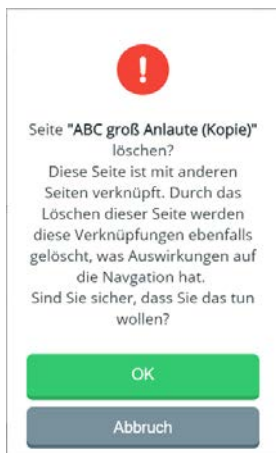 !
Seite "ABC groß Anlaute (Kopie)"
löschen?
Diese Seite ist mit anderen
Seiten verknüpft. Durch das
Löschen dieser Seite werden
diese Verknüpfungen ebenfalls
gelöscht, was Auswirkungen auf
die Navgation hat.
Sind Sie sicher, dass Sie das tun
wollen?
OK
Abbruch